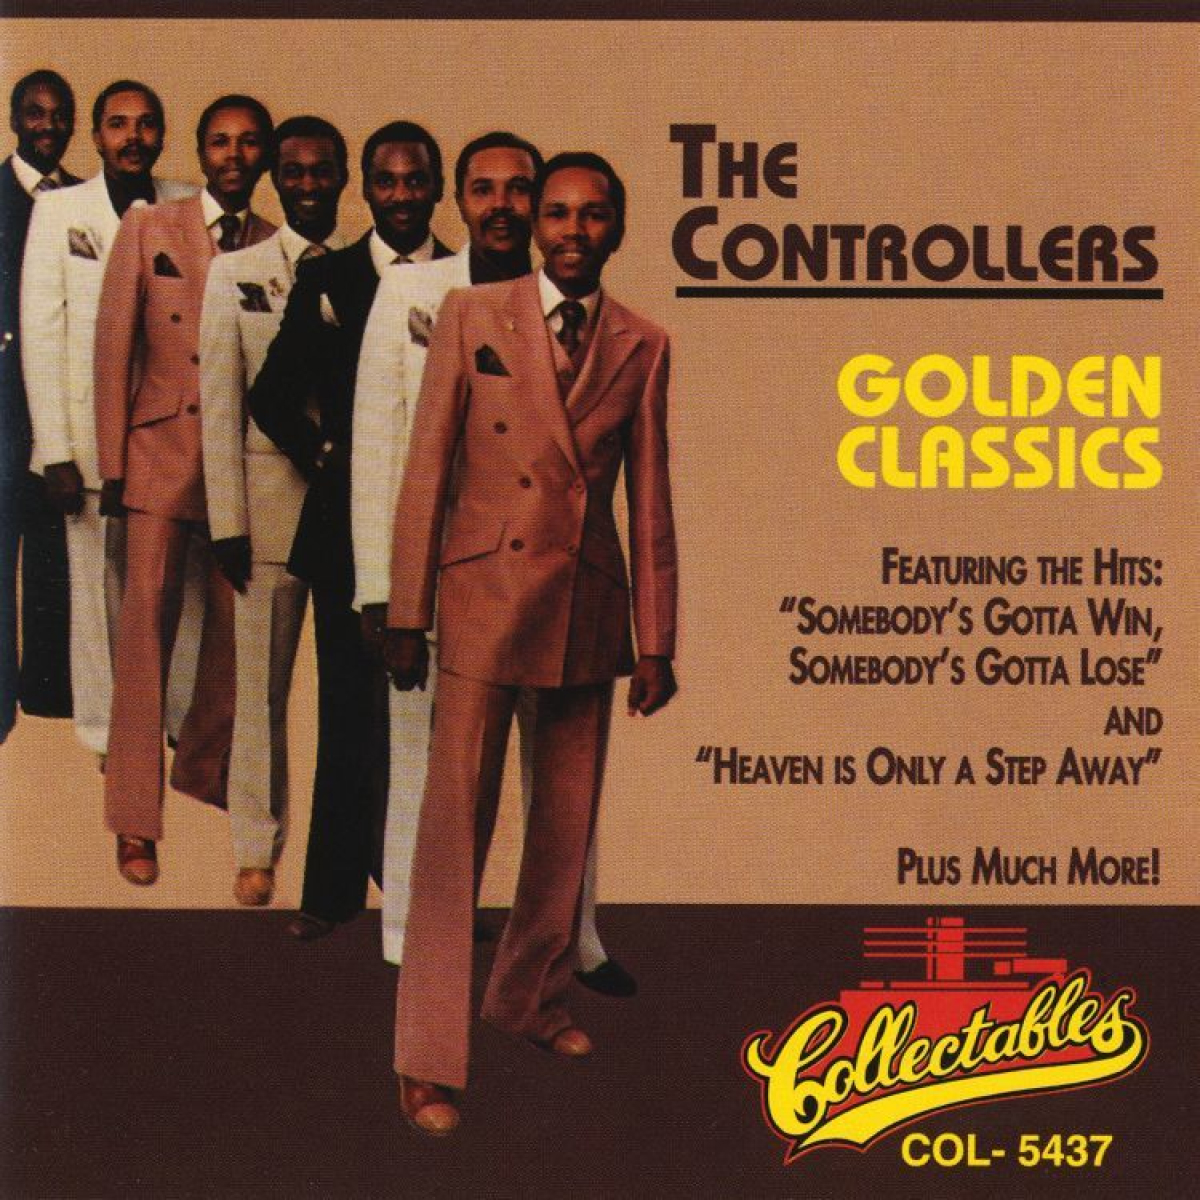 THE
CONTROLLERS
GOLDEN
CLASSICS
FEATURING THE HITS:
"SOMEBODY'S GOTTA WIN,
SOMEBODY'S GOTTA LOSE"
AND
"HEAVEN IS ONLY A STEP AWAY"
PLUS MUCH MORE!
Collectables
COL- 5437